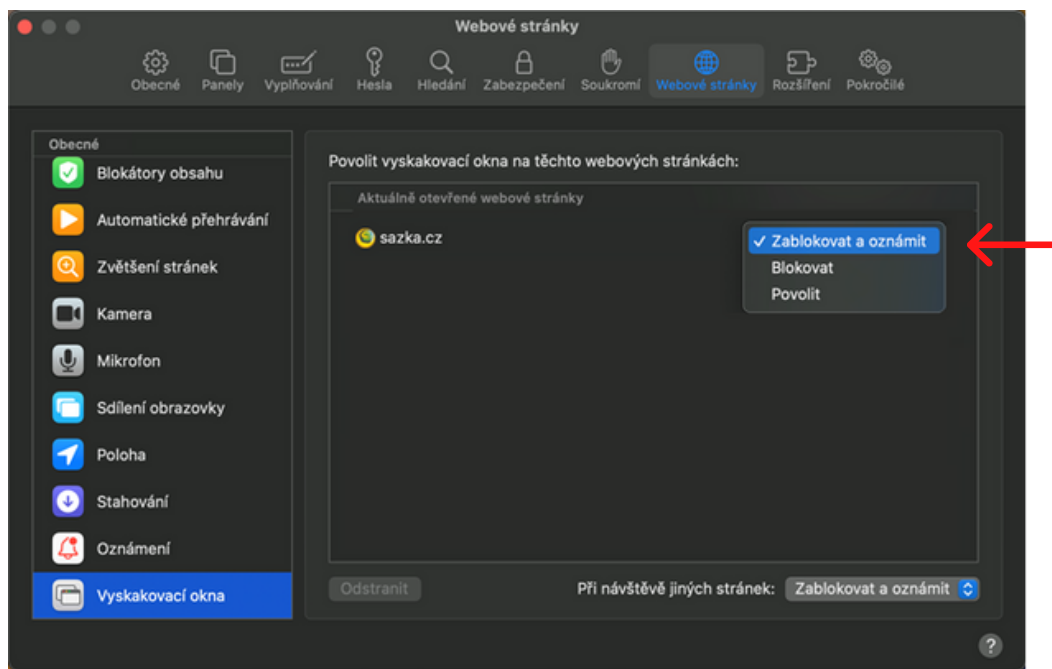 Webové stránky
Obecné Panely Vyplňování Hesla Hledání Zabezpečení Soukromí Webové stránky Rozšíření Pokročilé
Obecné
Blokátory obsahu
Automatické přehrávání
Zvětšení stránek
Kamera
Mikrofon
Sdílení obrazovky
Poloha
Stahování
Oznámení
Vyskakovací okna
Povolit vyskakovací okna na těchto webových stránkách:
Aktuálně otevřené webové stránky
sazka.cz
✓ Zablokovat a oznámit
Blokovat
Povolit
Odstranit
Při návštěvě jiných stránek: Zablokovat a oznámit
?